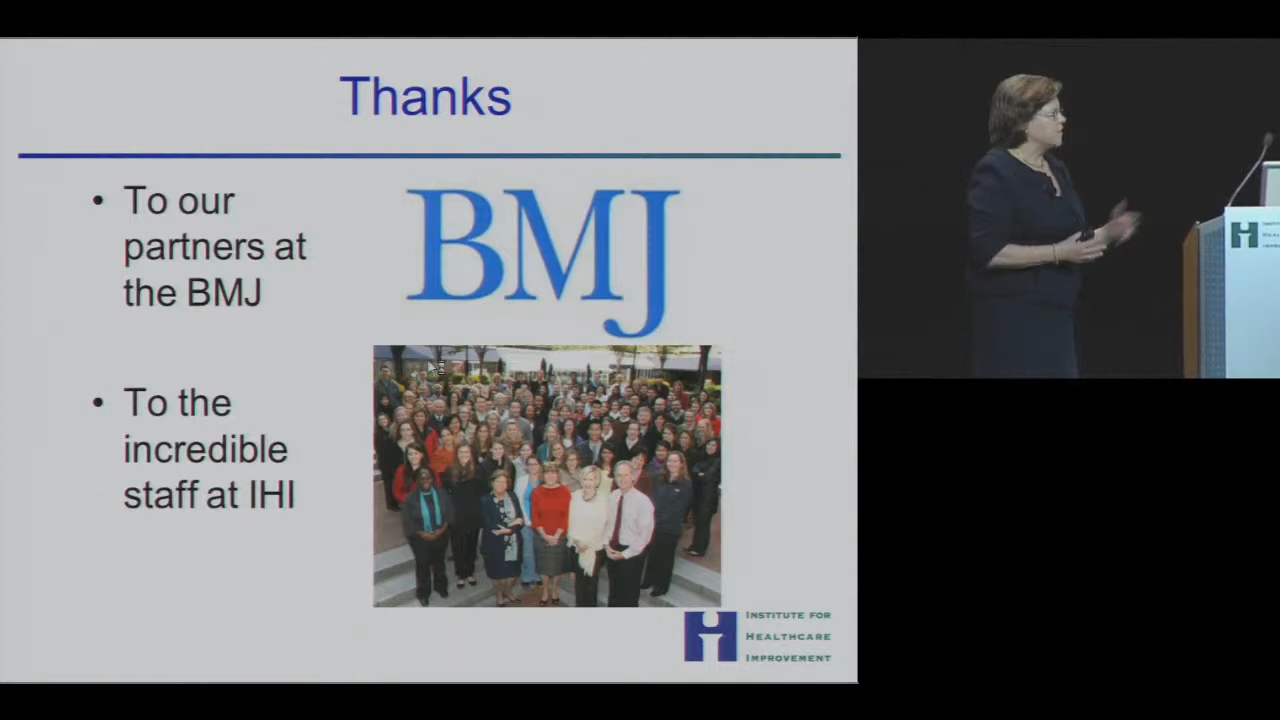 Thanks
• To our
partners at
the BMJ
BMJ
• To the
incredible
staff at IHI
INSTITUTE FOR
HEALTHCARE
IMPROVEMENT